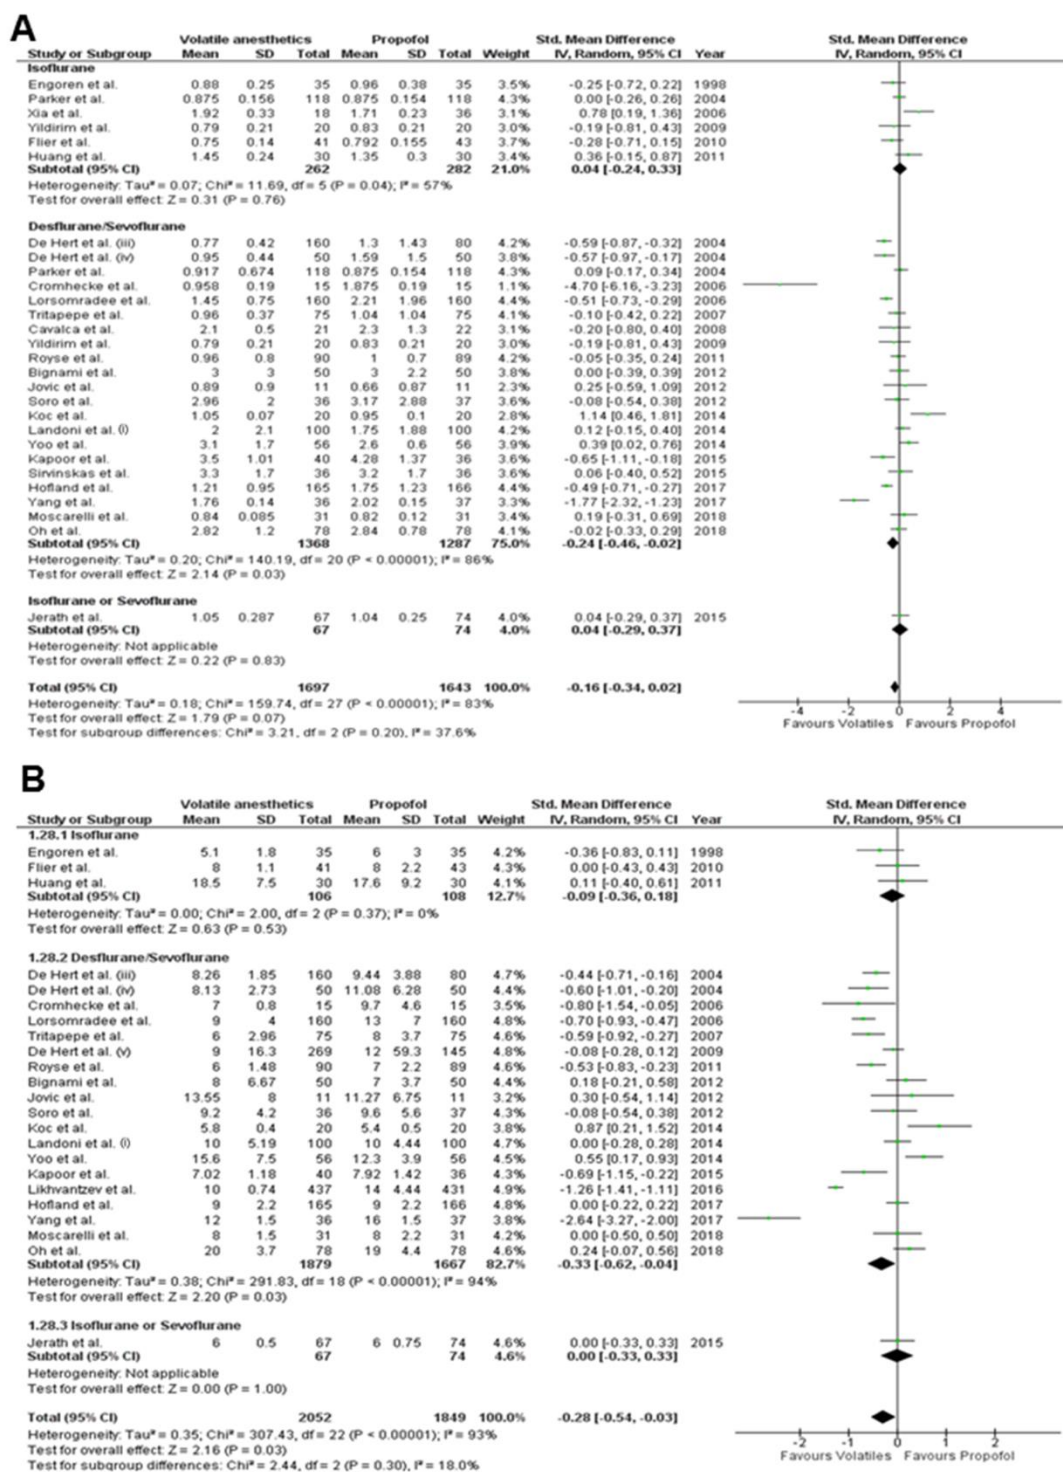 A
Volatile anesthetics Propofol Std. Mean Difference Std. Mean Difference
Study or Subgroup Mean SD Total Mean SD Total Weight IV, Random, 95% CI Year IV, Random, 95% CI
Isoflurane
Engoren et al. 0.88 0.25 35 0.96 0.38 35 3.5% -0.25 [-0.72, 0.22] 1998
Parker et al. 0.875 0.156 118 0.875 0.154 118 4.3% 0.00 [-0.26, 0.26] 2004
Xia et al. 1.92 0.33 18 1.71 0.23 36 3.1% 0.78 [0.19, 1.36] 2006
Yildirim et al. 0.79 0.21 20 0.83 0.21 20 3.0% -0.19 [-0.81, 0.43] 2009
Flier et al. 0.75 0.14 41 0.792 0.155 43 3.7% -0.28 [-0.71, 0.15] 2010
Huang et al. 1.45 0.24 30 1.35 0.3 30 3.4% 0.36 [-0.15, 0.87] 2011
Subtotal (95% CI) 262 282 21.0% 0.04 [-0.24, 0.33]
Heterogeneity: Tau² = 0.07; Chi² = 11.69, df = 5 (P = 0.04); I² = 57%
Test for overall effect: Z = 0.31 (P = 0.76)
Desflurane/Sevoflurane
De Hert et al. (iii) 0.77 0.42 160 1.3 1.43 80 4.2% -0.59 [-0.87, -0.32] 2004
De Hert et al. (iv) 0.95 0.44 50 1.59 1.5 50 3.8% -0.57 [-0.97, -0.17] 2004
Parker et al. 0.917 0.674 118 0.875 0.154 118 4.3% 0.09 [-0.17, 0.34] 2004
Cromhecke et al. 0.958 0.19 15 1.875 0.19 15 1.1% -4.70 [-6.16, -3.23] 2006
Lorsomradee et al. 1.45 0.75 160 2.21 1.96 160 4.4% -0.51 [-0.73, -0.29] 2006
Tritapepe et al. 0.96 0.37 75 1.04 1.04 75 4.1% -0.10 [-0.42, 0.22] 2007
Cavalca et al. 2.1 0.5 21 2.3 1.3 22 3.1% -0.20 [-0.80, 0.40] 2008
Yildirim et al. 0.79 0.21 20 0.83 0.21 20 3.0% -0.19 [-0.81, 0.43] 2009
Royse et al. 0.96 0.8 90 1 0.7 89 4.2% -0.05 [-0.35, 0.24] 2011
Bignami et al. 3 3 50 3 2.2 50 3.8% 0.00 [-0.39, 0.39] 2012
Jovic et al. 0.89 0.9 11 0.66 0.87 11 2.3% 0.25 [-0.59, 1.09] 2012
Soro et al. 2.96 2 36 3.17 2.88 37 3.6% -0.08 [-0.54, 0.38] 2012
Koc et al. 1.05 0.07 20 0.95 0.1 20 2.8% 1.14 [0.46, 1.81] 2014
Landoni et al. (i) 2 2.1 100 1.75 1.88 100 4.2% 0.12 [-0.15, 0.40] 2014
Yoo et al. 3.1 1.7 56 2.6 0.6 56 3.9% 0.39 [0.02, 0.76] 2014
Kapoor et al. 3.5 1.01 40 4.28 1.37 36 3.5% -0.65 [-1.11, -0.18] 2015
Sirvinskas et al. 3.3 1.7 36 3.2 1.7 36 3.6% 0.06 [-0.40, 0.52] 2015
Hofland et al. 1.21 0.95 165 1.75 1.23 166 4.4% -0.49 [-0.71, -0.27] 2017
Yang et al. 1.76 0.14 36 2.02 0.15 37 3.3% -1.77 [-2.32, -1.23] 2017
Moscarelli et al. 0.84 0.085 31 0.82 0.12 31 3.4% 0.19 [-0.31, 0.69] 2018
Oh et al. 2.82 1.2 78 2.84 0.78 78 4.1% -0.02 [-0.33, 0.29] 2018
Subtotal (95% CI) 1368 1287 75.0% -0.24 [-0.46, -0.02]
Heterogeneity: Tau² = 0.20; Chi² = 140.19, df = 20 (P < 0.00001); I² = 86%
Test for overall effect: Z = 2.14 (P = 0.03)
Isoflurane or Sevoflurane
Jerath et al. 1.05 0.287 67 1.04 0.25 74 4.0% 0.04 [-0.29, 0.37] 2015
Subtotal (95% CI) 67 74 4.0% 0.04 [-0.29, 0.37]
Heterogeneity: Not applicable
Test for overall effect: Z = 0.22 (P = 0.83)
Total (95% CI) 1697 1643 100.0% -0.16 [-0.34, 0.02]
Heterogeneity: Tau² = 0.18; Chi² = 159.74, df = 27 (P < 0.00001); I² = 83%
-4 -2 0 2 4
Test for overall effect: Z = 1.79 (P = 0.07)
Favours Volatiles Favours Propofol
Test for subgroup differences: Chi² = 3.21, df = 2 (P = 0.20), I² = 37.6%
B
Volatile anesthetics Propofol Std. Mean Difference Std. Mean Difference
Study or Subgroup Mean SD Total Mean SD Total Weight IV, Random, 95% CI Year IV, Random, 95% CI
1.28.1 Isoflurane
Engoren et al. 5.1 1.8 35 6 3 35 4.2% -0.36 [-0.83, 0.11] 1998
Flier et al. 8 1.1 41 8 2.2 43 4.3% 0.00 [-0.43, 0.43] 2010
Huang et al. 18.5 7.5 30 17.6 9.2 30 4.1% 0.11 [-0.40, 0.61] 2011
Subtotal (95% CI) 106 108 12.7% -0.09 [-0.36, 0.18]
Heterogeneity: Tau² = 0.00; Chi² = 2.00, df = 2 (P = 0.37); I² = 0%
Test for overall effect: Z = 0.63 (P = 0.53)
1.28.2 Desflurane/Sevoflurane
De Hert et al. (iii) 8.26 1.85 160 9.44 3.88 80 4.7% -0.44 [-0.71, -0.16] 2004
De Hert et al. (iv) 8.13 2.73 50 11.08 6.28 50 4.4% -0.60 [-1.01, -0.20] 2004
Cromhecke et al. 7 0.8 15 9.7 4.6 15 3.5% -0.80 [-1.54, -0.05] 2006
Lorsomradee et al. 9 4 160 13 7 160 4.8% -0.70 [-0.93, -0.47] 2006
Tritapepe et al. 6 2.96 75 8 3.7 75 4.6% -0.59 [-0.92, -0.27] 2007
De Hert et al. (v) 9 16.3 269 12 59.3 145 4.8% -0.08 [-0.28, 0.12] 2009
Royse et al. 6 1.48 90 7 2.2 89 4.6% -0.53 [-0.83, -0.23] 2011
Bignami et al. 8 6.67 50 7 3.7 50 4.4% 0.18 [-0.21, 0.58] 2012
Jovic et al. 13.55 8 11 11.27 6.75 11 3.2% 0.30 [-0.54, 1.14] 2012
Soro et al. 9.2 4.2 36 9.6 5.6 37 4.3% -0.08 [-0.54, 0.38] 2012
Koc et al. 5.8 0.4 20 5.4 0.5 20 3.7% 0.87 [0.21, 1.52] 2014
Landoni et al. (i) 10 5.19 100 10 4.44 100 4.7% 0.00 [-0.28, 0.28] 2014
Yoo et al. 15.6 7.5 56 12.3 3.9 56 4.5% 0.55 [0.17, 0.93] 2014
Kapoor et al. 7.02 1.18 40 7.92 1.42 36 4.2% -0.69 [-1.15, -0.22] 2015
Likhvantzev et al. 10 0.74 437 14 4.44 431 4.9% -1.26 [-1.41, -1.11] 2016
Hofland et al. 9 2.2 165 9 2.2 166 4.8% 0.00 [-0.22, 0.22] 2017
Yang et al. 12 1.5 36 16 1.5 37 3.8% -2.64 [-3.27, -2.00] 2017
Moscarelli et al. 8 1.5 31 8 2.2 31 4.2% 0.00 [-0.50, 0.50] 2018
Oh et al. 20 3.7 78 19 4.4 78 4.6% 0.24 [-0.07, 0.56] 2018
Subtotal (95% CI) 1879 1667 82.7% -0.33 [-0.62, -0.04]
Heterogeneity: Tau² = 0.38; Chi² = 291.83, df = 18 (P < 0.00001); I² = 94%
Test for overall effect: Z = 2.20 (P = 0.03)
1.28.3 Isoflurane or Sevoflurane
Jerath et al. 6 0.5 67 6 0.75 74 4.6% 0.00 [-0.33, 0.33] 2015
Subtotal (95% CI) 67 74 4.6% 0.00 [-0.33, 0.33]
Heterogeneity: Not applicable
Test for overall effect: Z = 0.00 (P = 1.00)
Total (95% CI) 2052 1849 100.0% -0.28 [-0.54, -0.03]
Heterogeneity: Tau² = 0.35; Chi² = 307.43, df = 22 (P < 0.00001); I² = 93%
-2 -1 0 1 2
Test for overall effect: Z = 2.16 (P = 0.03)
Favours Volatiles Favours Propofol
Test for subgroup differences: Chi² = 2.44, df = 2 (P = 0.30), I² = 18.0%